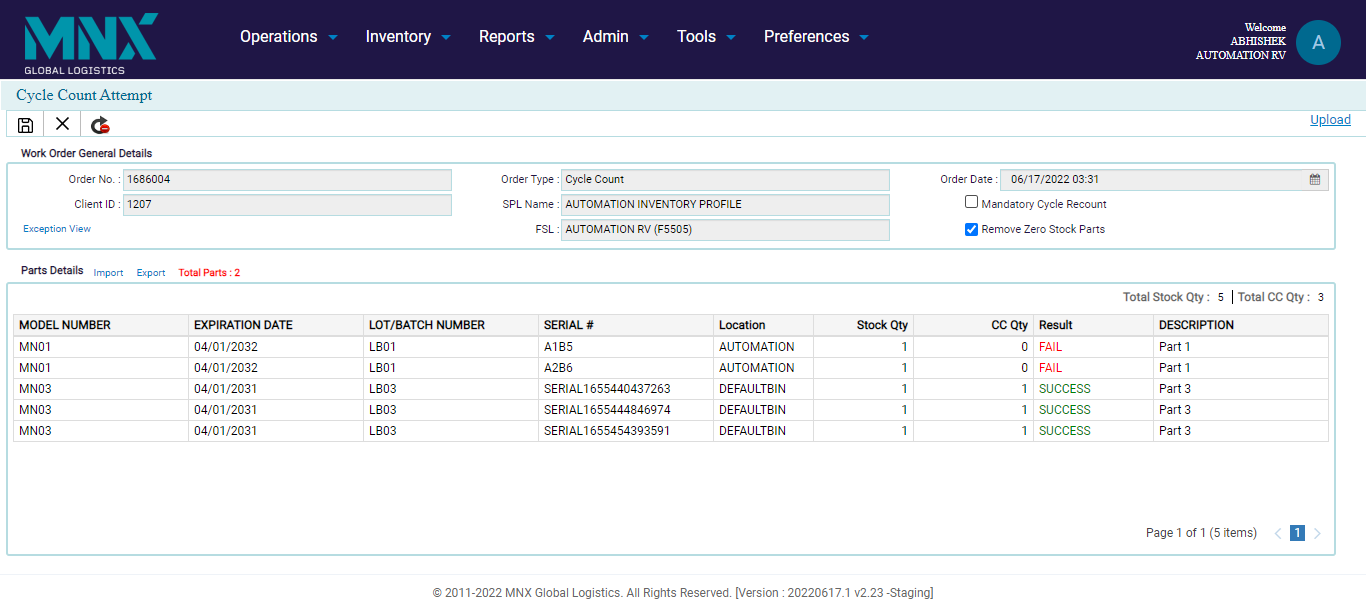 MNX
GLOBAL LOGISTICS
Operations Inventory Reports Admin Tools Preferences
Welcome
ABHISHEK
AUTOMATION RV
A
Cycle Count Attempt
Upload
Work Order General Details
Order No. : 1686004 Order Type : Cycle Count Order Date : 06/17/2022 03:31
Client ID : 1207 SPL Name : AUTOMATION INVENTORY PROFILE Mandatory Cycle Recount
Exception View FSL : AUTOMATION RV (F5505) Remove Zero Stock Parts
Parts Details Import Export Total Parts : 2
Total Stock Qty : 5 | Total CC Qty : 3
MODEL NUMBER EXPIRATION DATE LOT/BATCH NUMBER SERIAL # Location Stock Qty CC Qty Result DESCRIPTION
MN01 04/01/2032 LB01 A1B5 AUTOMATION 1 0 FAIL Part 1
MN01 04/01/2032 LB01 A2B6 AUTOMATION 1 0 FAIL Part 1
MN03 04/01/2031 LB03 SERIAL1655440437263 DEFAULTBIN 1 1 SUCCESS Part 3
MN03 04/01/2031 LB03 SERIAL1655444846974 DEFAULTBIN 1 1 SUCCESS Part 3
MN03 04/01/2031 LB03 SERIAL1655454393591 DEFAULTBIN 1 1 SUCCESS Part 3
Page 1 of 1 (5 items) 1
© 2011-2022 MNX Global Logistics. All Rights Reserved. [Version : 20220617.1 v2.23 -Staging]